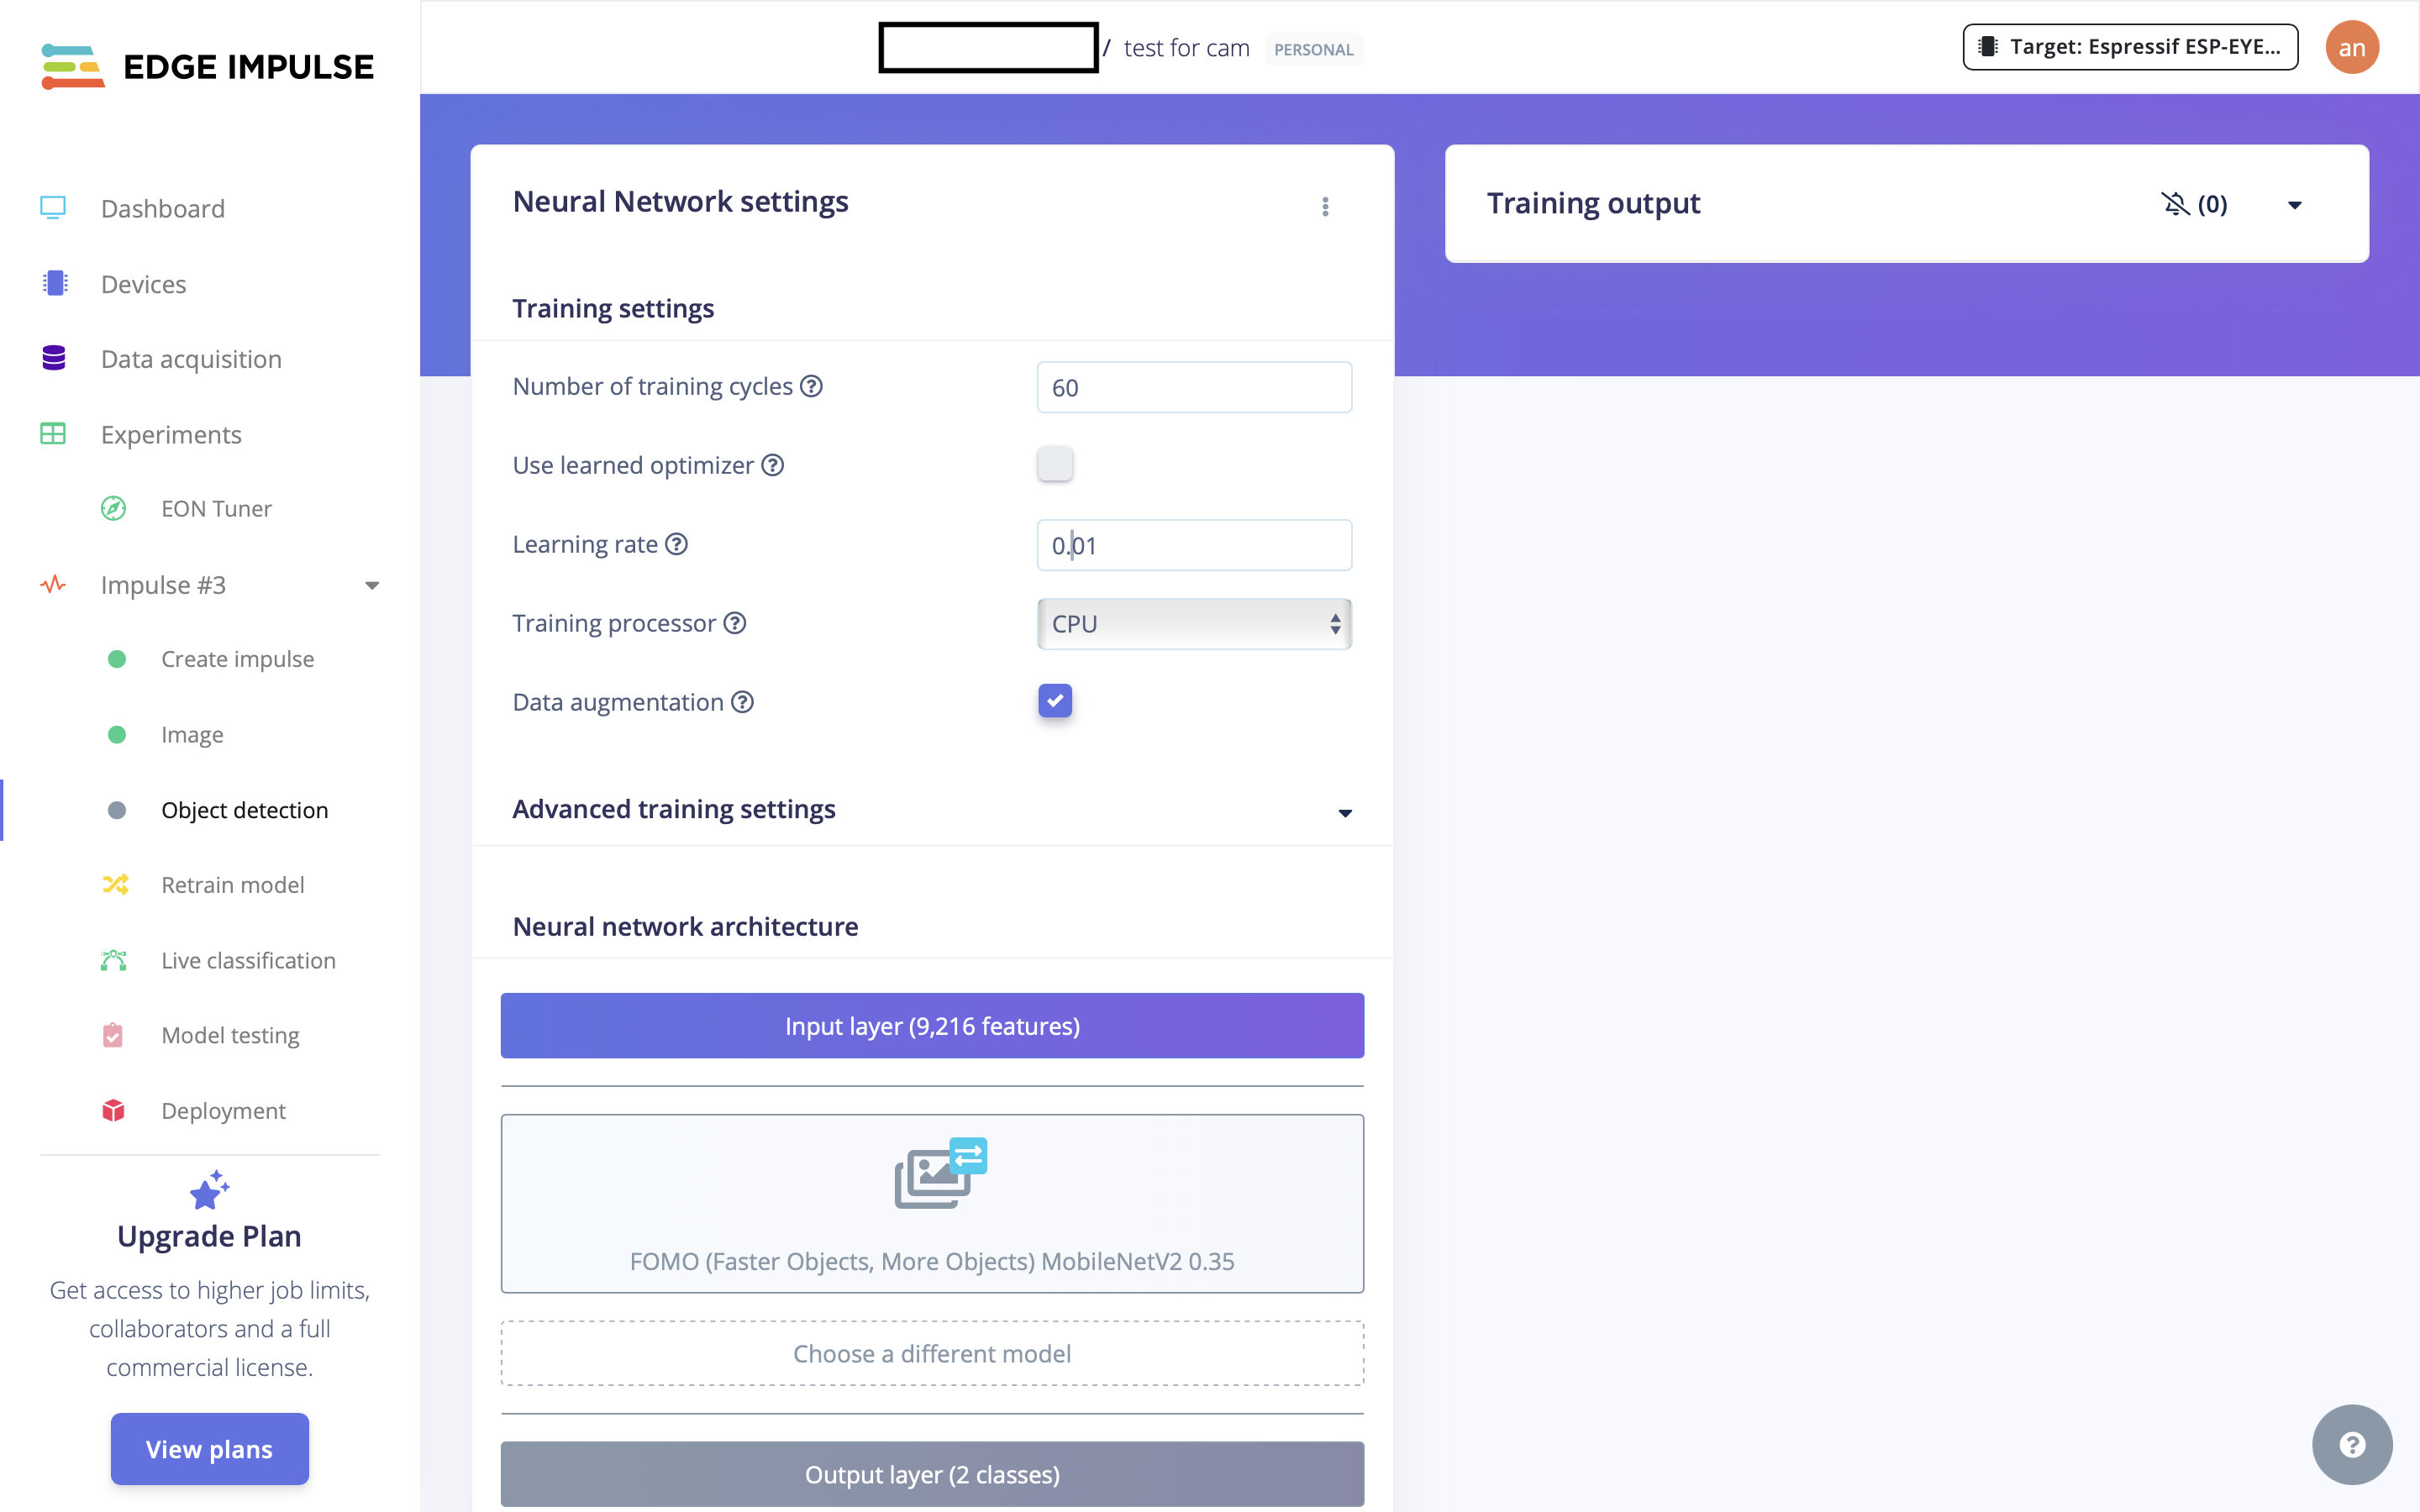 EDGE IMPULSE
/ test for cam PERSONAL
Target: Espressif ESP-EYE...
an
Dashboard
Devices
Data acquisition
Experiments
EON Tuner
Impulse #3
Create impulse
Image
Object detection
Retrain model
Live classification
Model testing
Deployment
Upgrade Plan
Get access to higher job limits,
collaborators and a full
commercial license.
View plans
Neural Network settings
Training settings
Number of training cycles ?
60
Use learned optimizer ?
Learning rate ?
0.01
Training processor ?
CPU
Data augmentation ?
Advanced training settings
Neural network architecture
Input layer (9,216 features)
FOMO (Faster Objects, More Objects) MobileNetV2 0.35
Choose a different model
Output layer (2 classes)
Training output
(0)
?